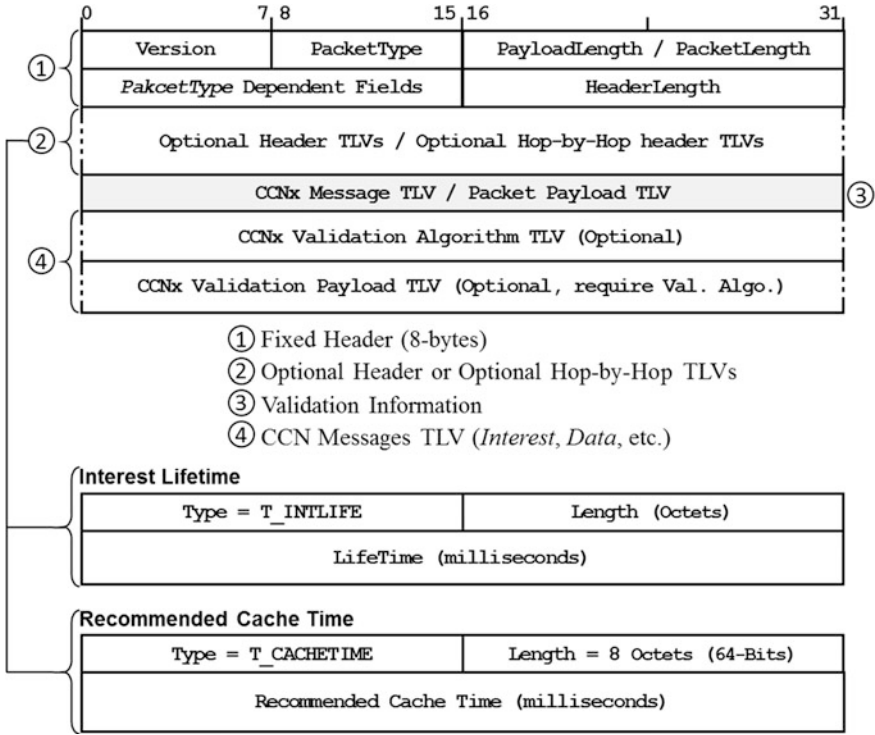 0 7 8 15 16 31
Version PacketType PayloadLength / PacketLength
① PakcetType Dependent Fields HeaderLength
② Optional Header TLVs / Optional Hop-by-Hop header TLVs
CCNx Message TLV / Packet Payload TLV ③
CCNx Validation Algorithm TLV (Optional)
④ CCNx Validation Payload TLV (Optional, require Val. Algo.)
① Fixed Header (8-bytes)
② Optional Header or Optional Hop-by-Hop TLVs
③ Validation Information
④ CCN Messages TLV (Interest, Data, etc.)
Interest Lifetime
Type = T_INTLIFE Length (Octets)
LifeTime (milliseconds)
Recommended Cache Time
Type = T_CACHETIME Length = 8 Octets (64-Bits)
Recommended Cache Time (milliseconds)